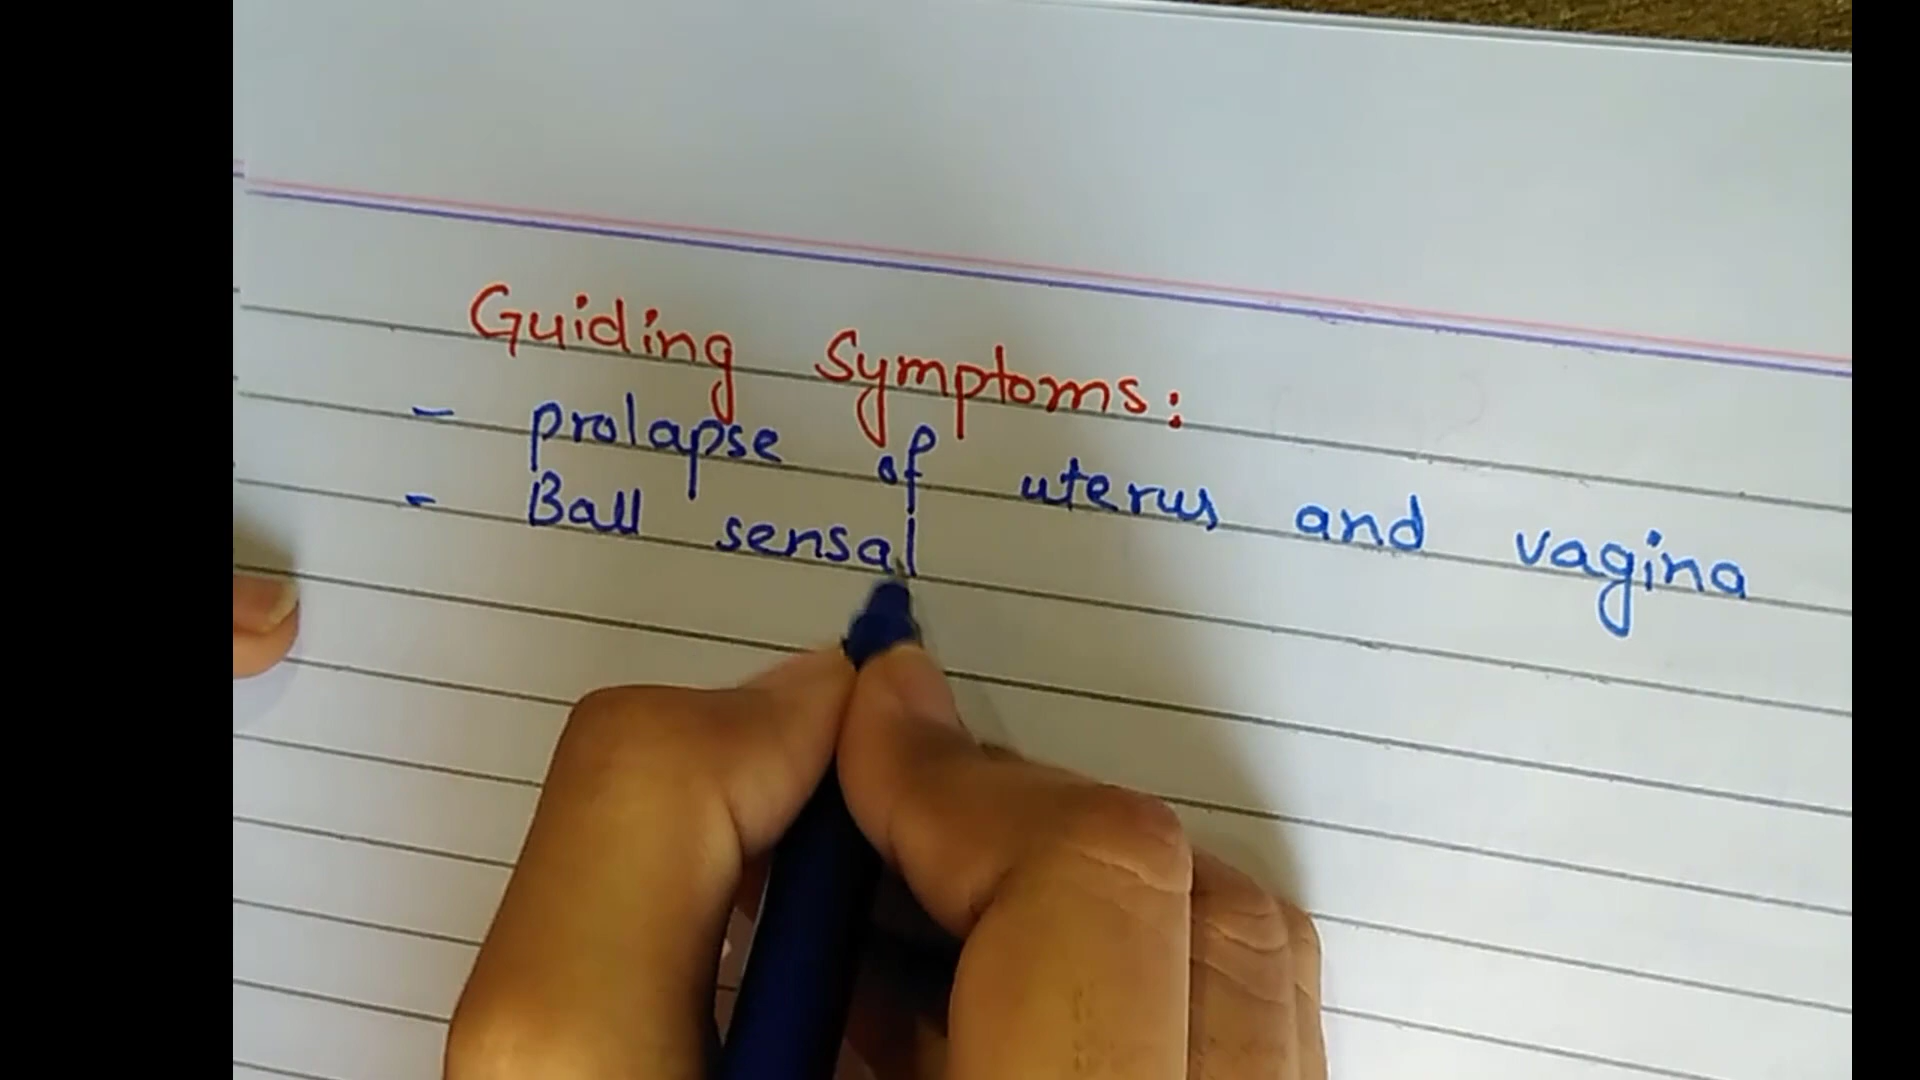 Guiding Symptoms:
- prolapse of uterus and vagina
- Ball sensal